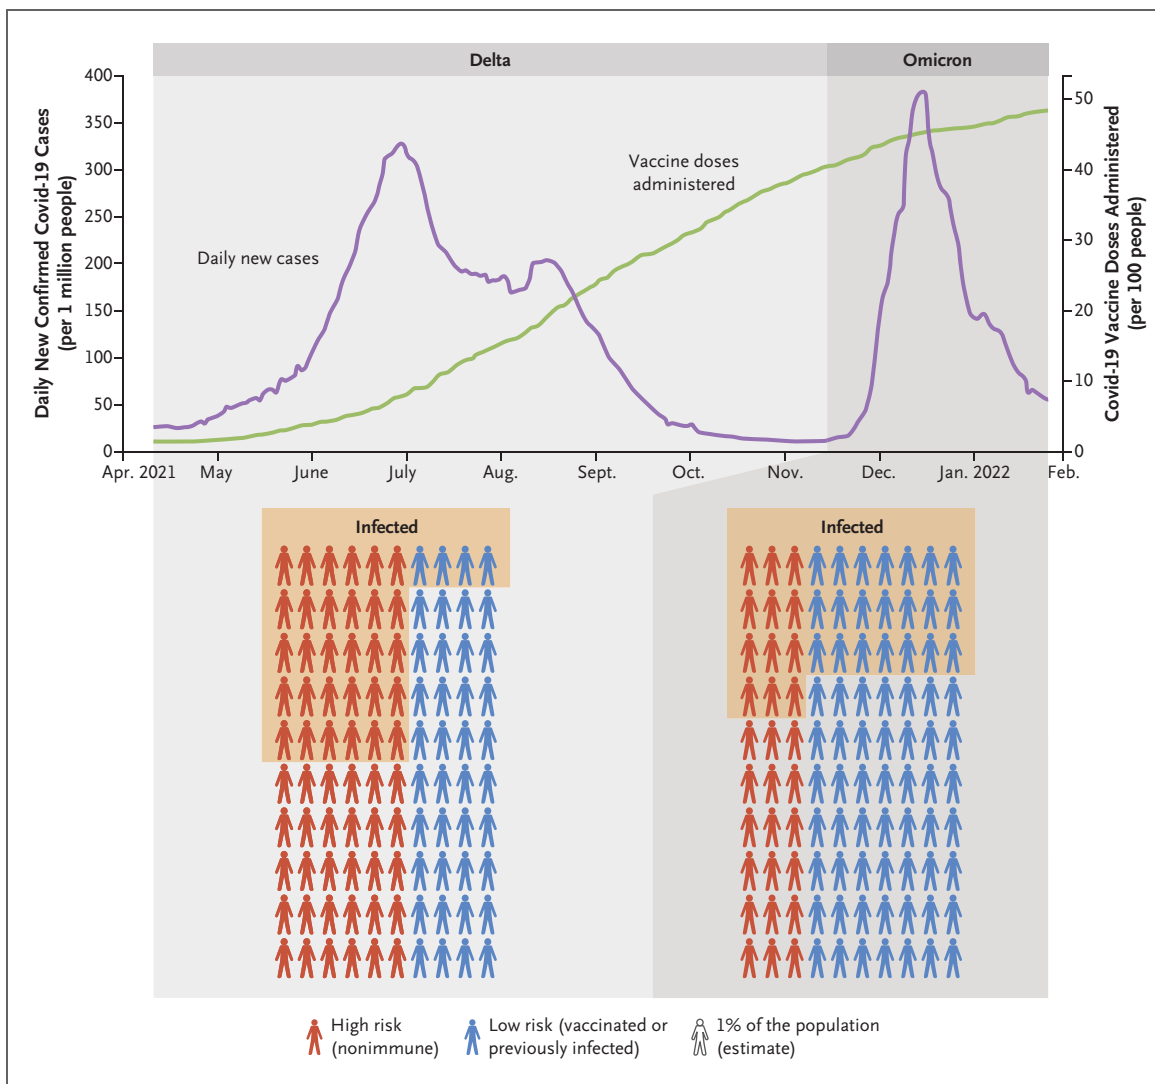 Delta
Omicron
Daily New Confirmed Covid-19 Cases
(per 1 million people)
400
350
300
250
200
150
100
50
0
Daily new cases
Vaccine doses
administered
50
40
30
20
10
0
Covid-19 Vaccine Doses Administered
(per 100 people)
Apr. 2021 May June July Aug. Sept. Oct. Nov. Dec. Jan. 2022 Feb.
Infected
Infected
High risk
(nonimmune)
Low risk (vaccinated or
previously infected)
1% of the population
(estimate)